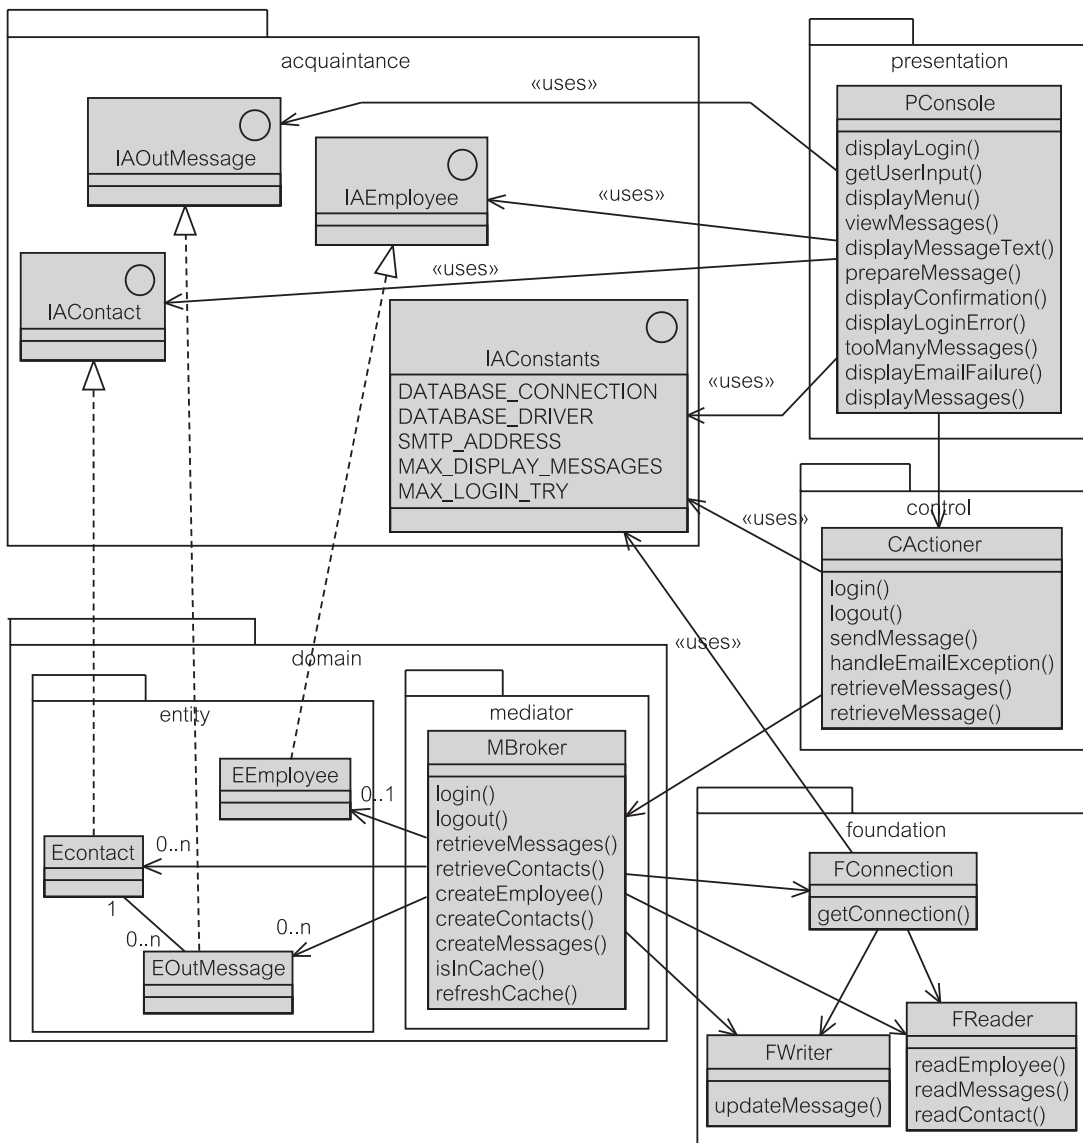 acquaintance
«uses»
IAOutMessage
IAEmployee
«uses»
«uses»
IAContact
IAConstants
DATABASE_CONNECTION
DATABASE_DRIVER
SMTP_ADDRESS
MAX_DISPLAY_MESSAGES
MAX_LOGIN_TRY
«uses»
presentation
PConsole
displayLogin()
getUserInput()
displayMenu()
viewMessages()
displayMessageText()
prepareMessage()
displayConfirmation()
displayLoginError()
tooManyMessages()
displayEmailFailure()
displayMessages()
«uses»
control
CActioner
login()
logout()
sendMessage()
handleEmailException()
retrieveMessages()
retrieveMessage()
«uses»
domain
entity
EEmployee
0..1
Econtact
0..n
1
0..n
0..n
EOutMessage
mediator
MBroker
login()
logout()
retrieveMessages()
retrieveContacts()
createEmployee()
createContacts()
createMessages()
isInCache()
refreshCache()
foundation
FConnection
getConnection()
FWriter
updateMessage()
FReader
readEmployee()
readMessages()
readContact()